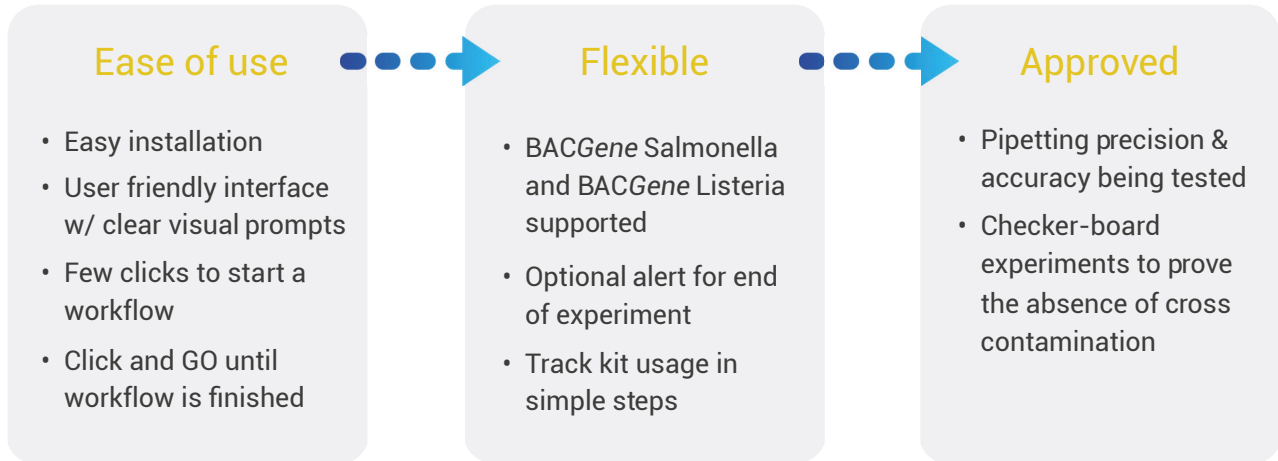 Ease of use
• Easy installation
• User friendly interface
w/ clear visual prompts
• Few clicks to start a
workflow
• Click and GO until
workflow is finished
Flexible
• BACGene Salmonella
and BACGene Listeria
supported
• Optional alert for end
of experiment
• Track kit usage in
simple steps
Approved
• Pipetting precision &
accuracy being tested
• Checker-board
experiments to prove
the absence of cross
contamination